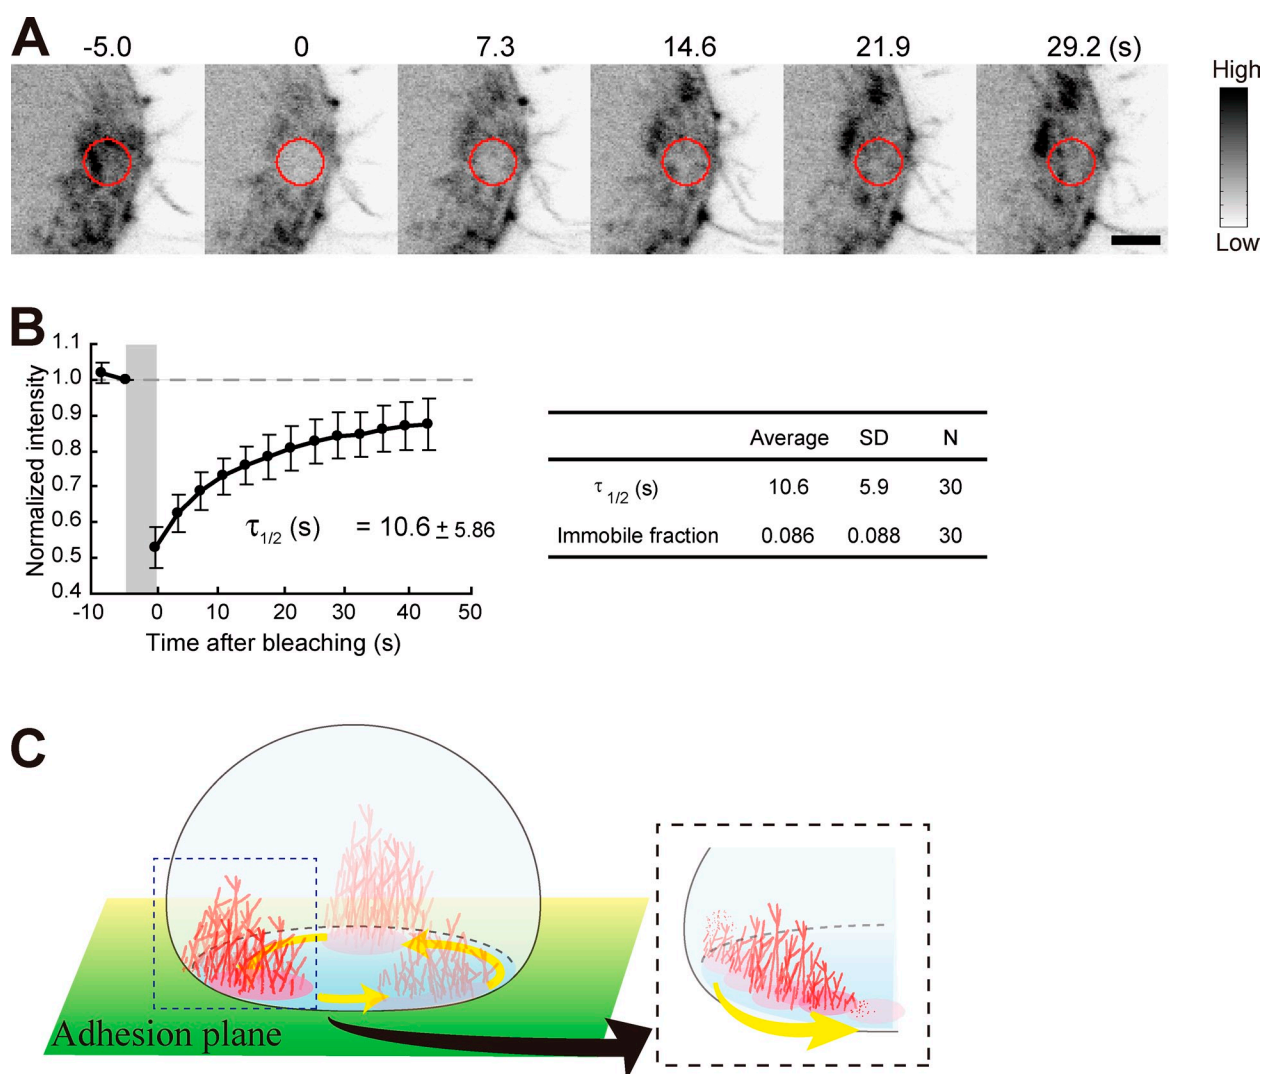 A
-5.0 0 7.3 14.6 21.9 29.2 (s)
High
Low
B
Normalized intensity
1.1
1.0
0.9
0.8
0.7
0.6
0.5
0.4
-10 0 10 20 30 40 50
Time after bleaching (s)
τ1/2 (s) = 10.6 ± 5.86
Average SD N
τ1/2 (s) 10.6 5.9 30
Immobile fraction 0.086 0.088 30
C
Adhesion plane